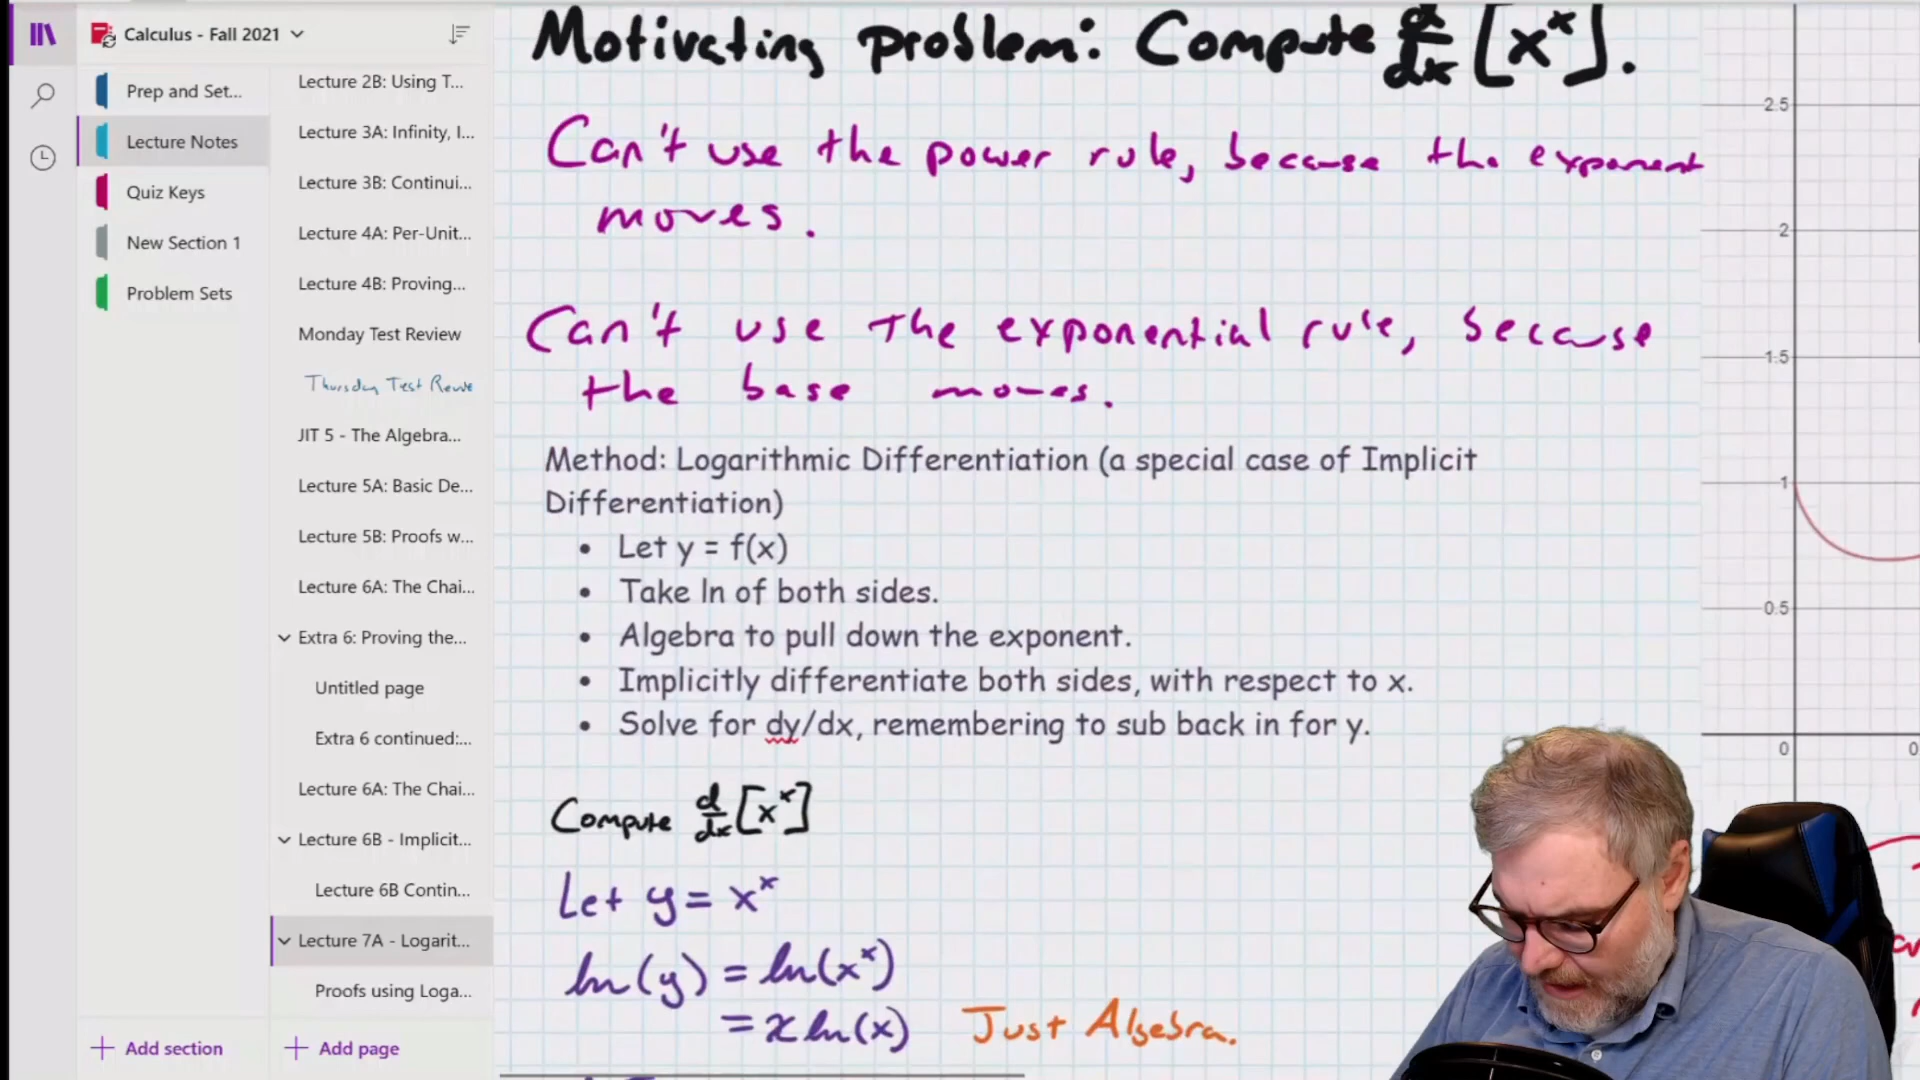 Calculus - Fall 2021
Prep and Set...
Lecture Notes
Quiz Keys
New Section 1
Problem Sets
Add section
Lecture 2B: Using T...
Lecture 3A: Infinity, I...
Lecture 3B: Continui...
Lecture 4A: Per-Unit...
Lecture 4B: Proving...
Monday Test Review
Thursday Test Revie
JIT 5 - The Algebra...
Lecture 5A: Basic De...
Lecture 5B: Proofs w...
Lecture 6A: The Chai...
Extra 6: Proving the...
Untitled page
Extra 6 continued:...
Lecture 6A: The Chai...
Lecture 6B - Implicit...
Lecture 6B Contin...
Lecture 7A - Logarit...
Proofs using Loga...
Add page
Motivating problem: Compute d/dx [x^x].
Can't use the power rule, because the exponent
moves.
Can't use the exponential rule, because
the base moves.
Method: Logarithmic Differentiation (a special case of Implicit
Differentiation)
• Let y = f(x)
• Take ln of both sides.
• Algebra to pull down the exponent.
• Implicitly differentiate both sides, with respect to x.
• Solve for dy/dx, remembering to sub back in for y.
Compute d/dx [x^x]
Let y = x^x
ln(y) = ln(x^x)
= x ln(x) Just Algebra.
2.5
2
1.5
1
0.5
0